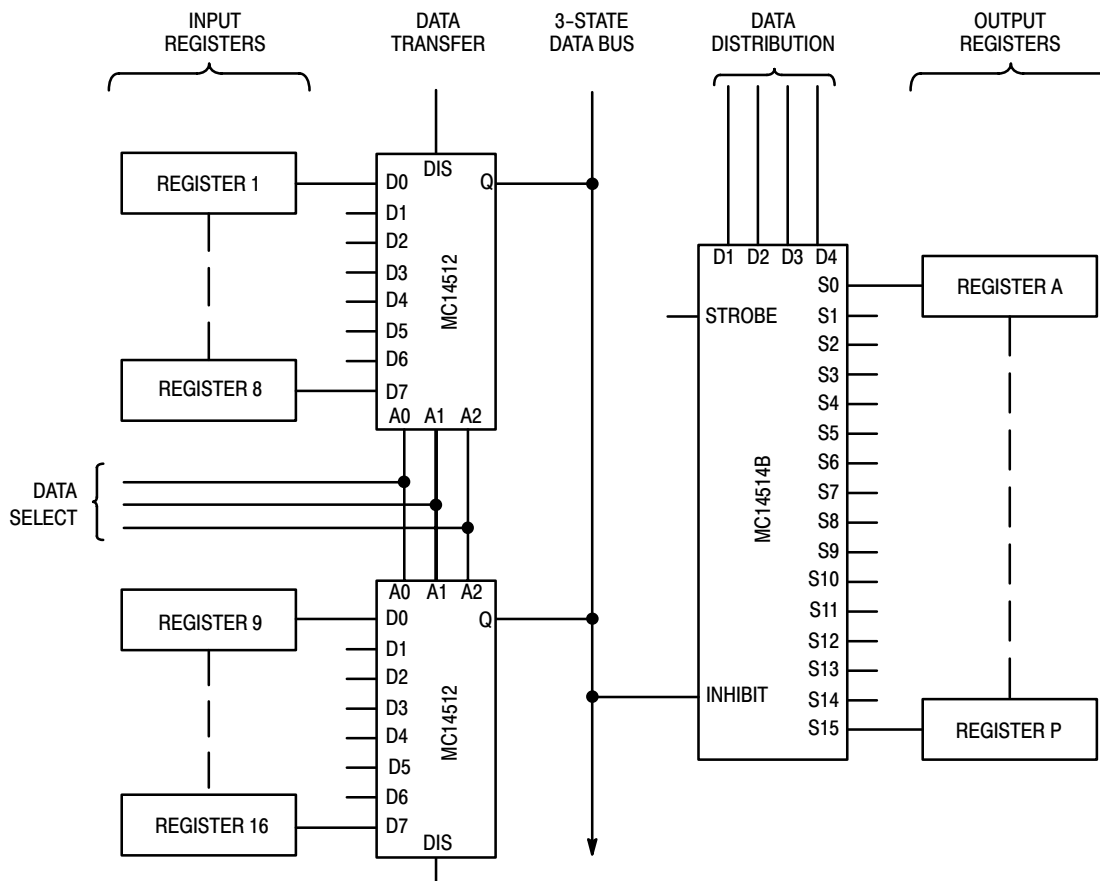 INPUT
REGISTERS
DATA
TRANSFER
3-STATE
DATA BUS
DATA
DISTRIBUTION
OUTPUT
REGISTERS
REGISTER 1
REGISTER 8
DIS
D0
D1
D2
D3
D4
D5
D6
D7
Q
MC14512
A0 A1 A2
DATA
SELECT
REGISTER 9
REGISTER 16
A0 A1 A2
D0
D1
D2
D3
D4
D5
D6
D7
Q
MC14512
DIS
D1 D2 D3 D4
STROBE
INHIBIT
MC14514B
S0
S1
S2
S3
S4
S5
S6
S7
S8
S9
S10
S11
S12
S13
S14
S15
REGISTER A
REGISTER P